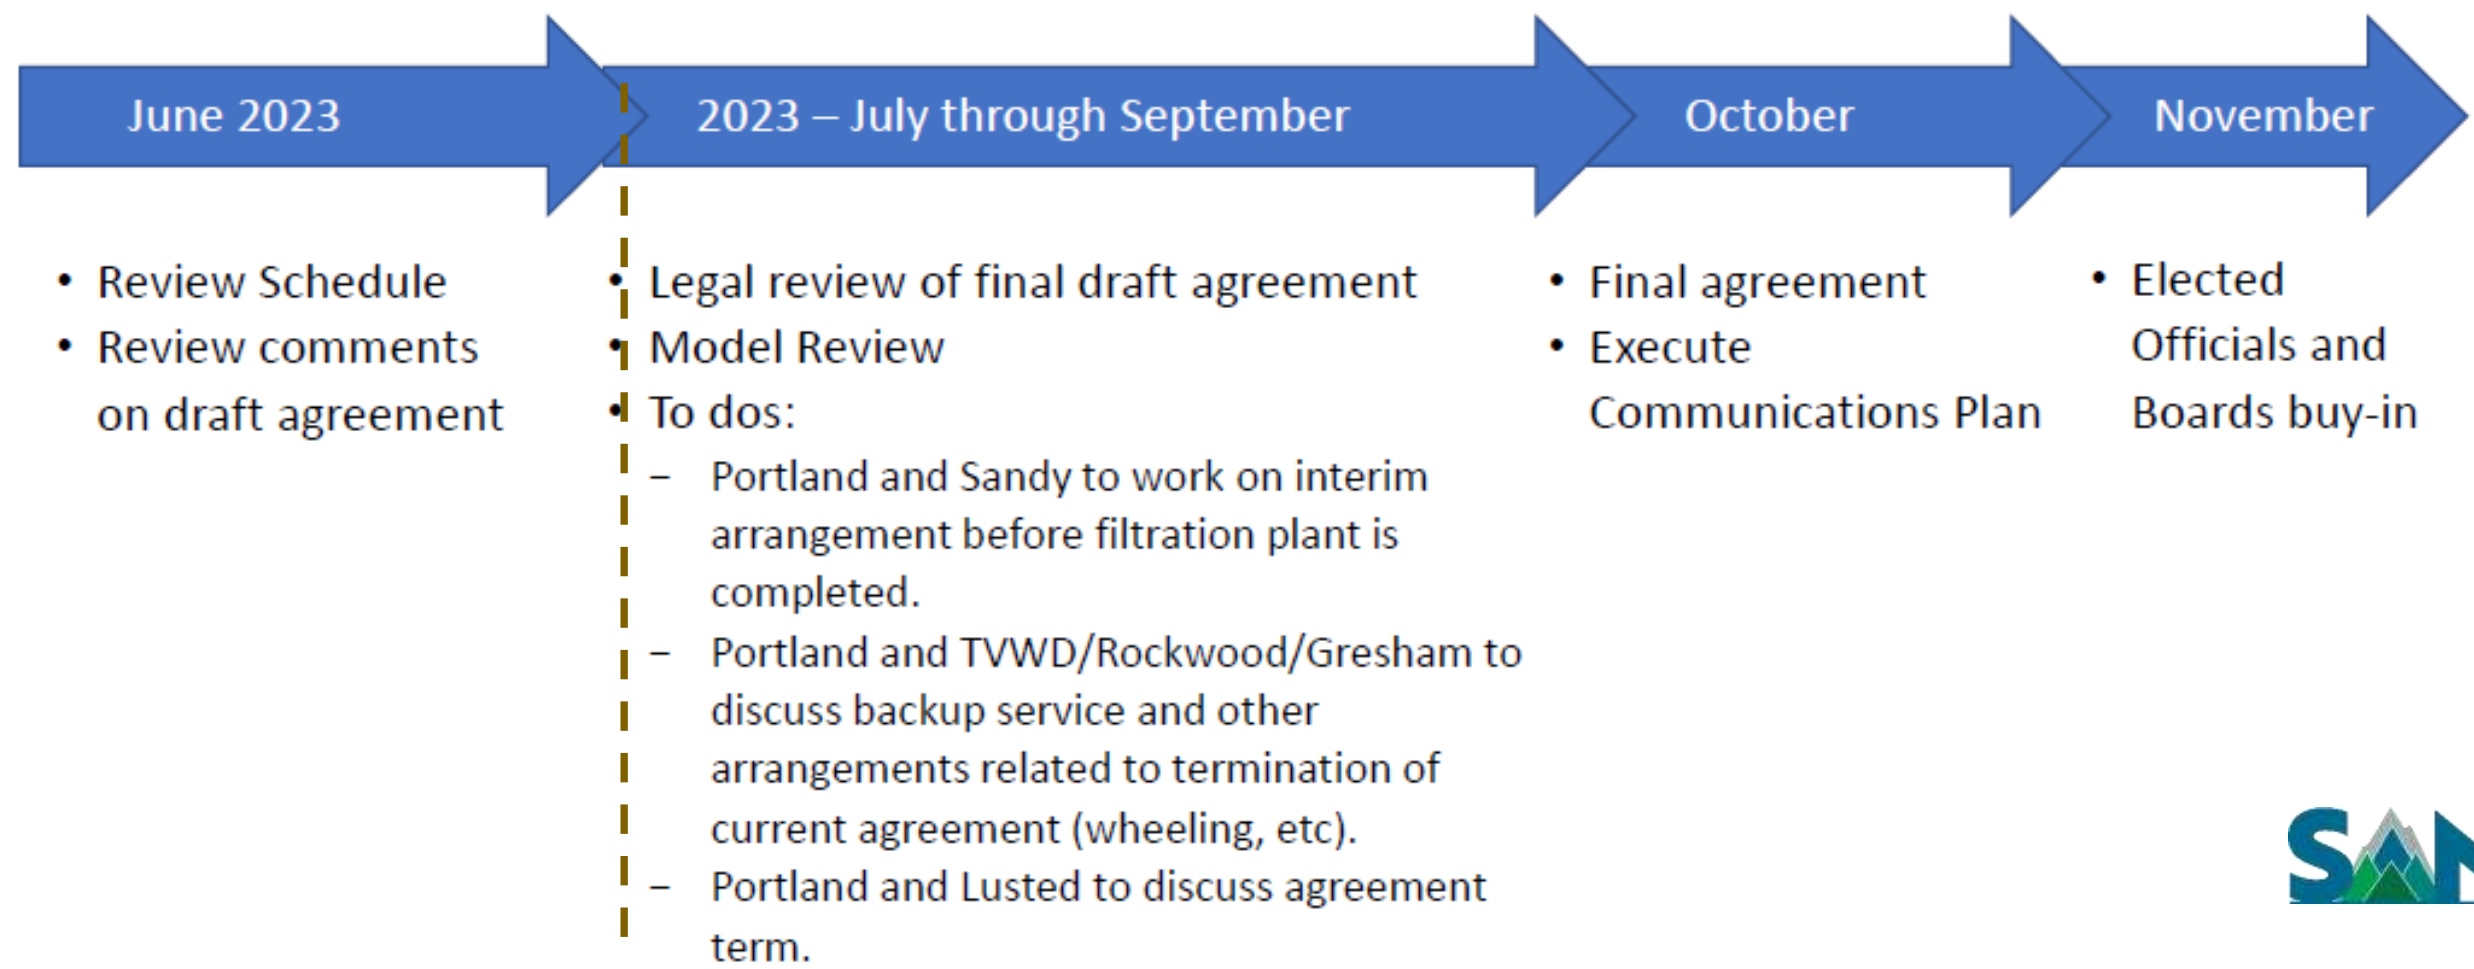 June 2023
2023 – July through September
October
November
• Review Schedule
• Review comments
on draft agreement
• Legal review of final draft agreement
• Model Review
• To dos:
– Portland and Sandy to work on interim
arrangement before filtration plant is
completed.
– Portland and TVWD/Rockwood/Gresham to
discuss backup service and other
arrangements related to termination of
current agreement (wheeling, etc).
– Portland and Lusted to discuss agreement
term.
• Final agreement
• Execute
Communications Plan
• Elected
Officials and
Boards buy-in